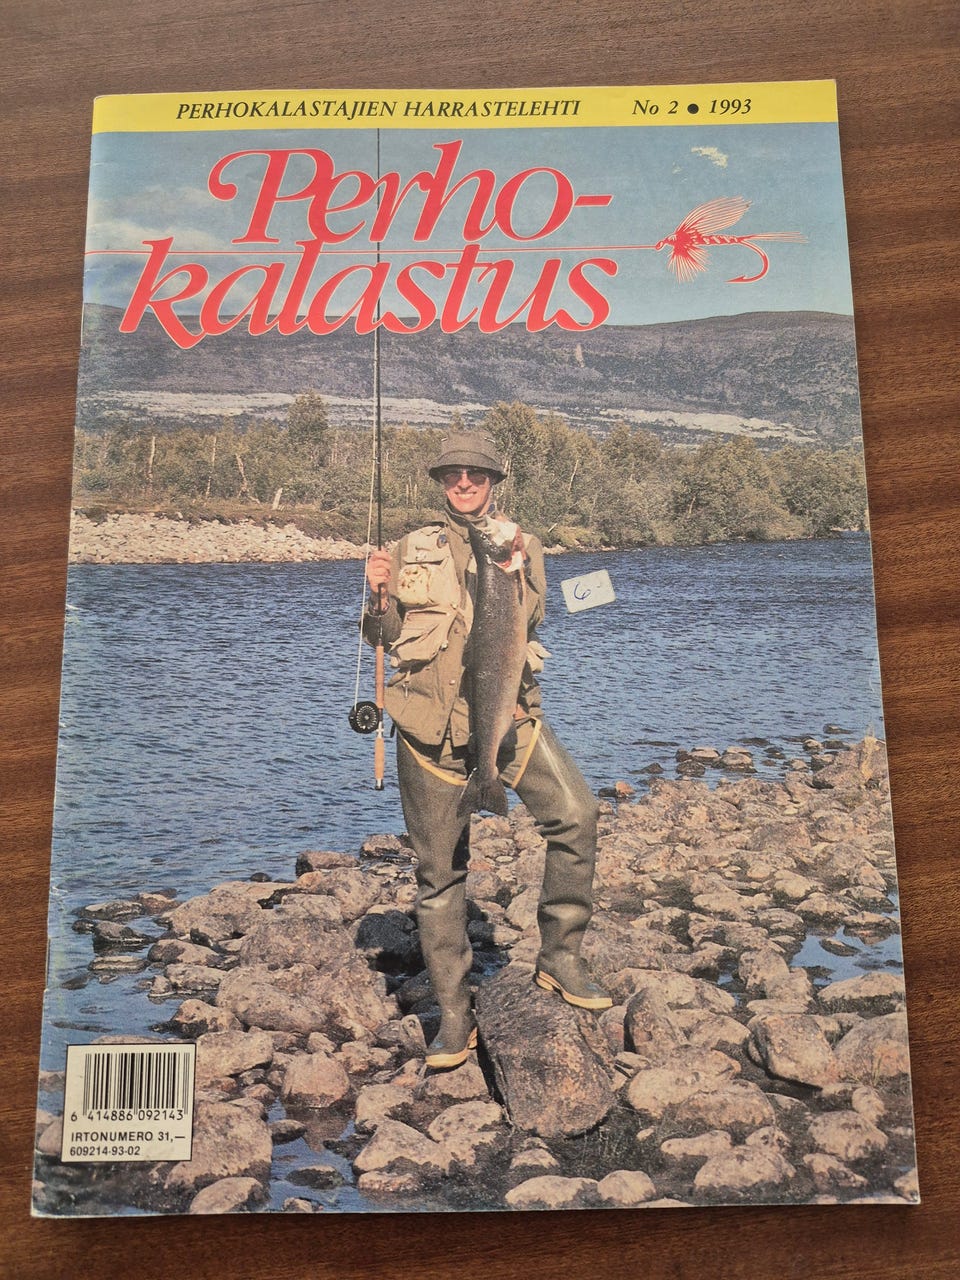 PERHOKALASTAJIEN HARRASTELEHTI No 2 ● 1993
Perho-
kalastus
6.-
6 414886 092143
IRTONUMERO 31,—
609214-93-02